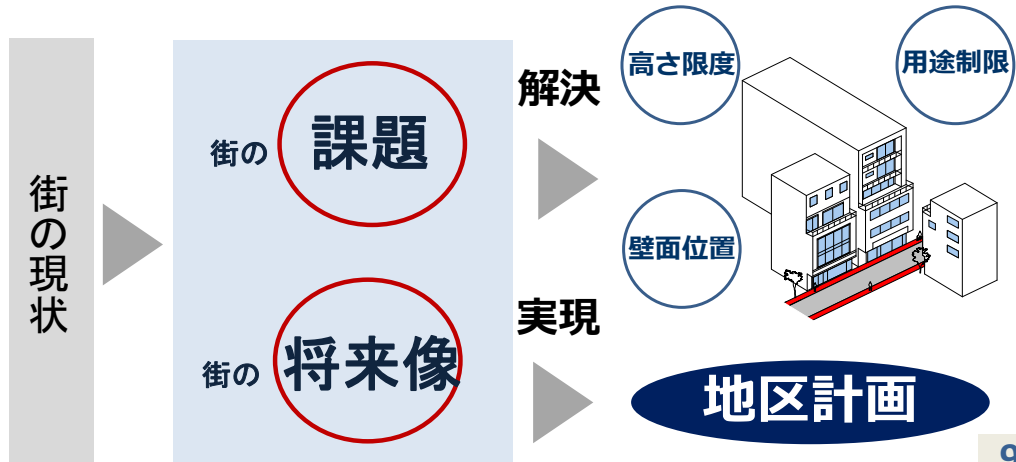 街の現状
街の 課題
街の 将来像
解決
実現
高さ限度
用途制限
壁面位置
地区計画
9